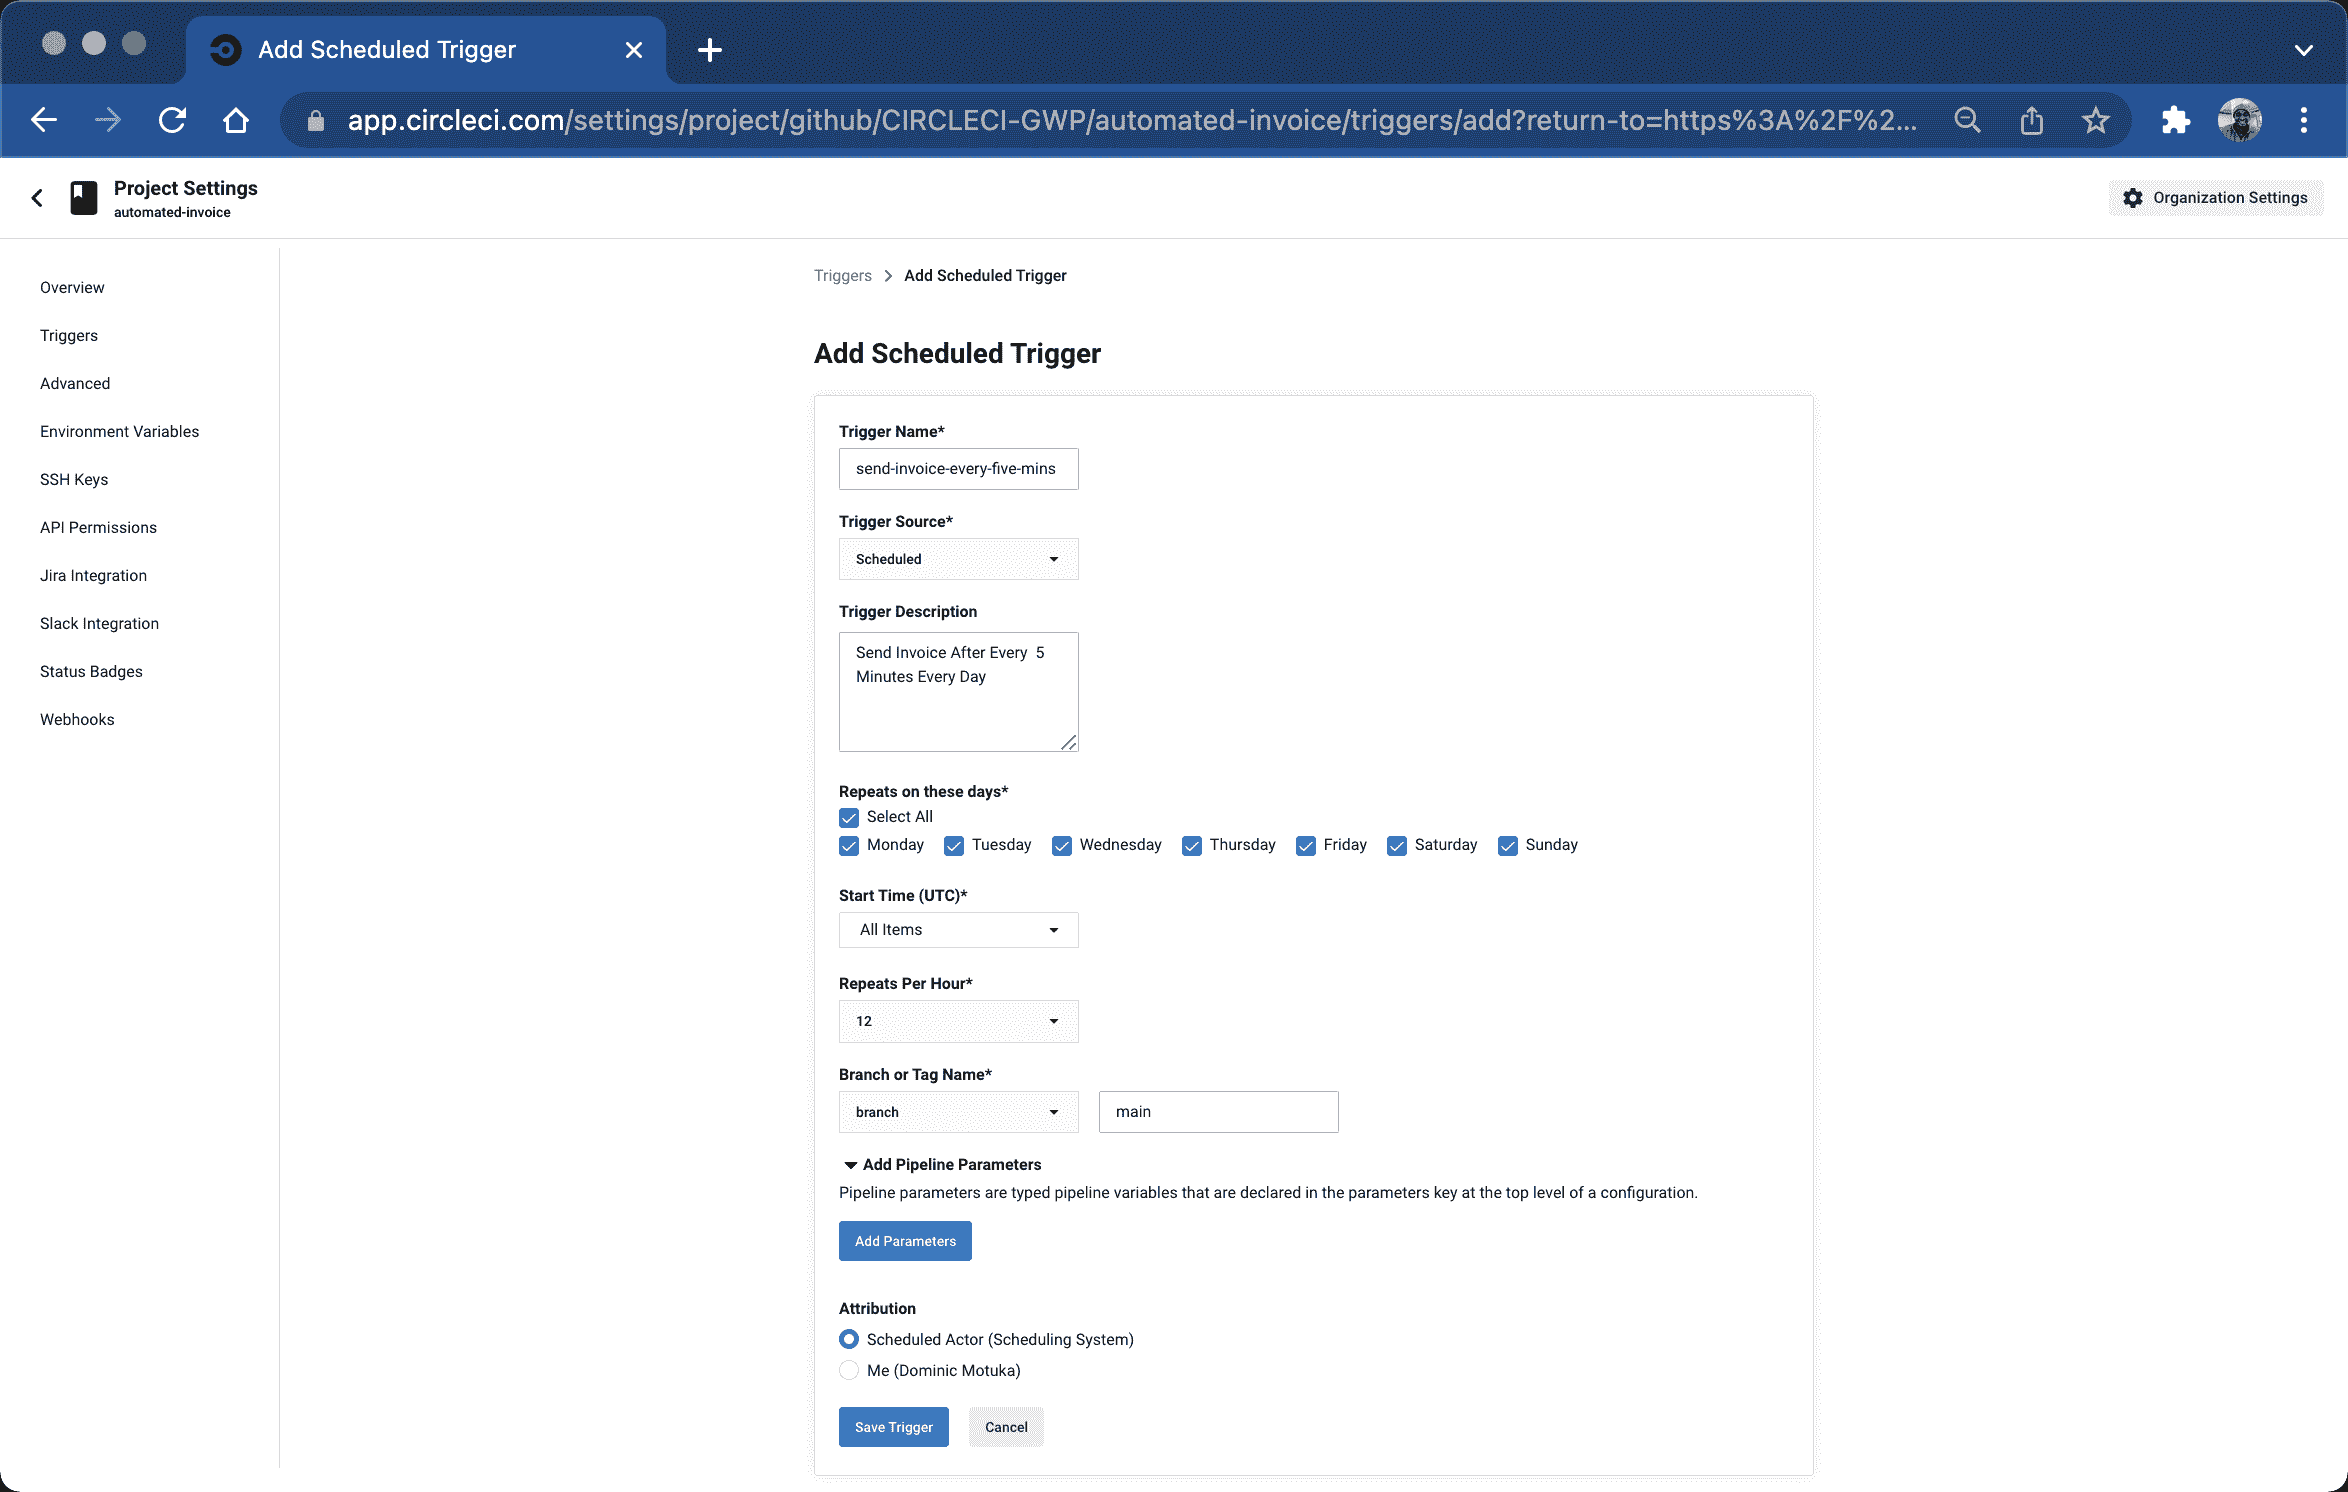 Add Scheduled Trigger
app.circleci.com/settings/project/github/CIRCLECI-GWP/automated-invoice/triggers/add?return-to=https%3A%2F%2...
Project Settings
automated-invoice
Organization Settings
Overview
Triggers
Advanced
Environment Variables
SSH Keys
API Permissions
Jira Integration
Slack Integration
Status Badges
Webhooks
Triggers > Add Scheduled Trigger
Add Scheduled Trigger
Trigger Name*
send-invoice-every-five-mins
Trigger Source*
Scheduled
Trigger Description
Send Invoice After Every  5
Minutes Every Day
Repeats on these days*
Select All
Monday Tuesday Wednesday Thursday Friday Saturday Sunday
Start Time (UTC)*
All Items
Repeats Per Hour*
12
Branch or Tag Name*
branch main
Add Pipeline Parameters
Pipeline parameters are typed pipeline variables that are declared in the parameters key at the top level of a configuration.
Add Parameters
Attribution
Scheduled Actor (Scheduling System)
Me (Dominic Motuka)
Save Trigger Cancel